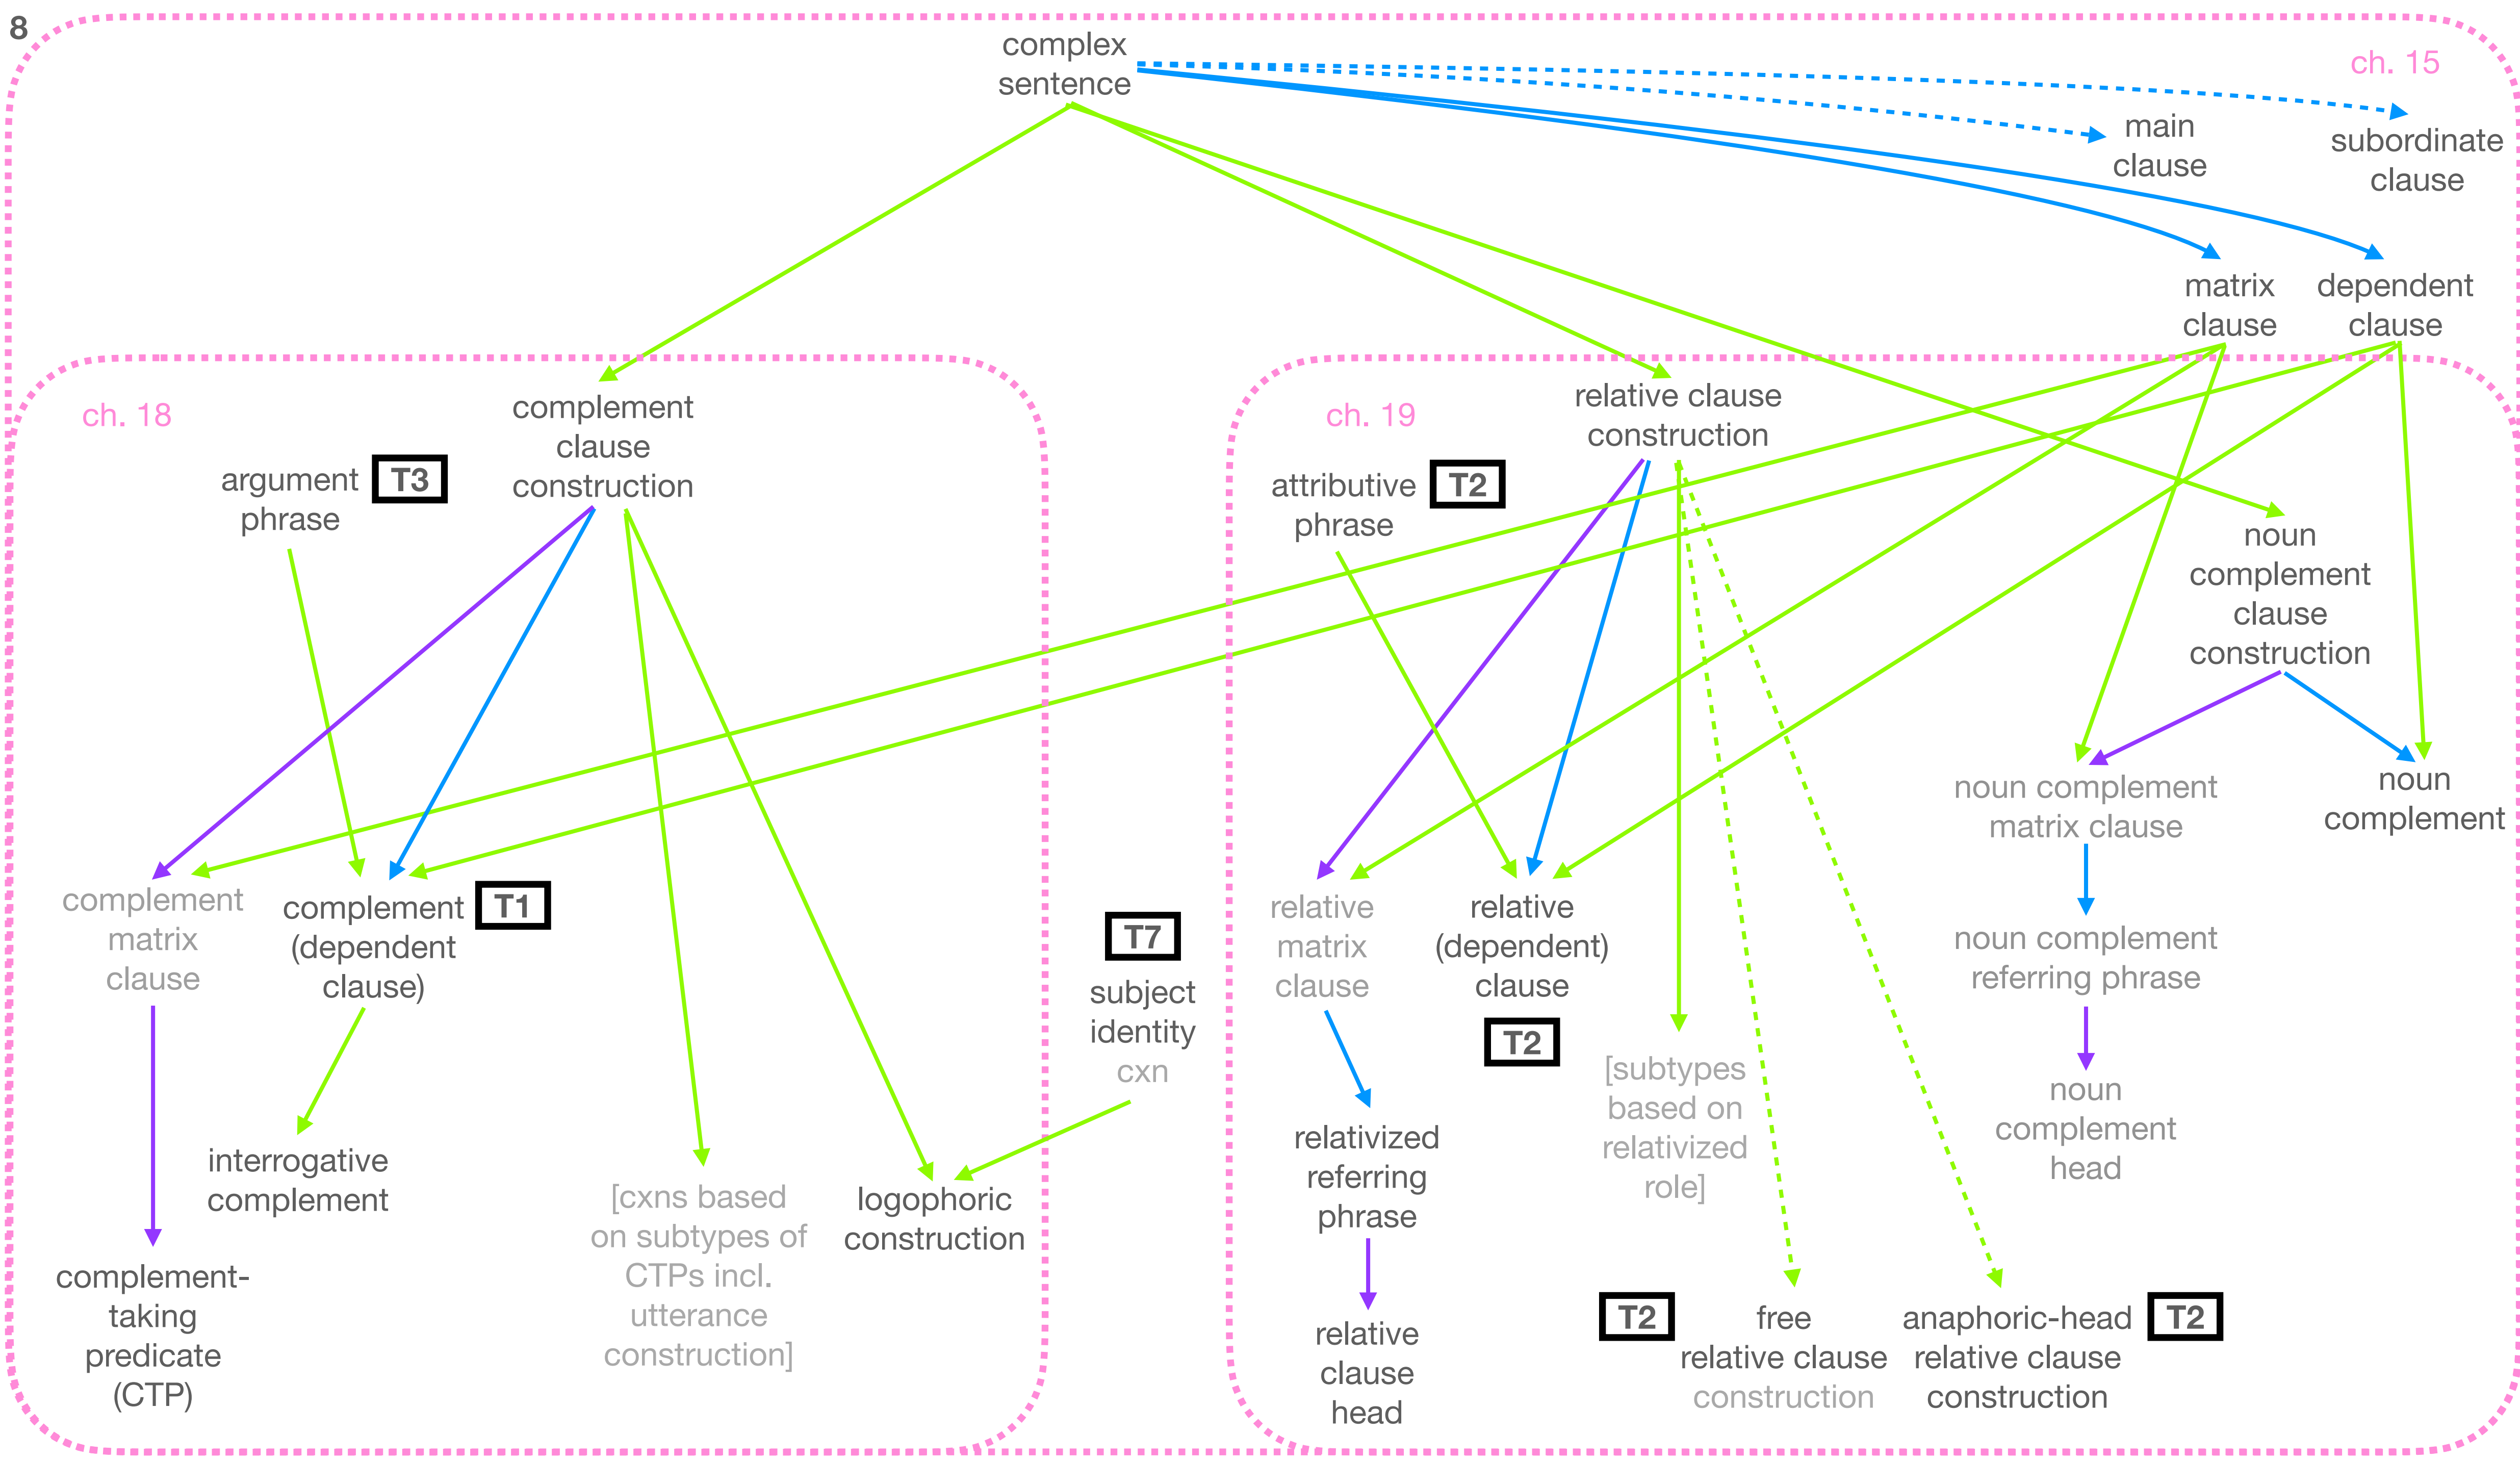 8
complex
sentence
ch. 15
main
clause
subordinate
clause
matrix
clause
dependent
clause
ch. 18
complement
clause
construction
argument
phrase
T3
ch. 19
relative clause
construction
attributive
phrase
T2
noun
complement
clause
construction
noun complement
matrix clause
noun
complement
complement
matrix
clause
complement
(dependent
clause)
T1
T7
subject
identity
cxn
relative
matrix
clause
relative
(dependent)
clause
T2
noun complement
referring phrase
[subtypes
based on
relativized
role]
noun
complement
head
interrogative
complement
[cxns based
on subtypes of
CTPs incl.
utterance
construction]
logophoric
construction
relativized
referring
phrase
complement-
taking
predicate
(CTP)
relative
clause
head
T2
free
relative clause
construction
anaphoric-head
relative clause
construction
T2